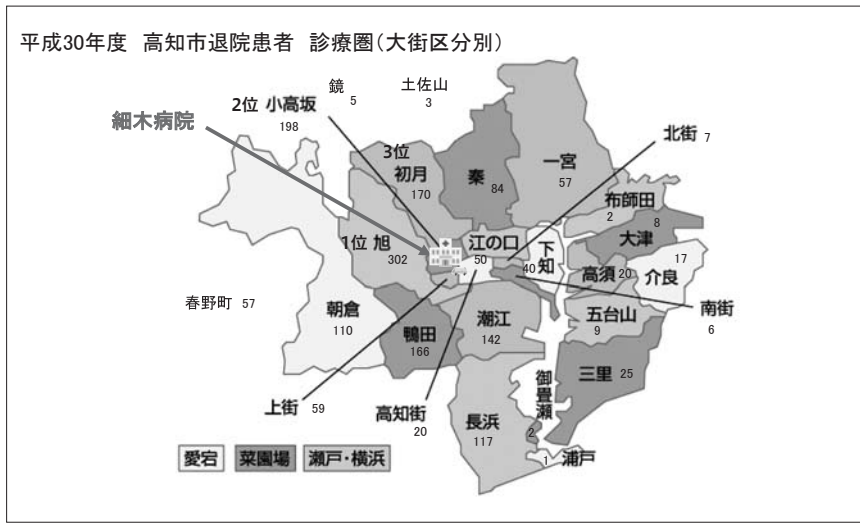 平成30年度 高知市退院患者 診療圏(大街区分別)
鏡
5
土佐山
3
2位 小高坂
198
細木病院
北街 7
3位
初月
170
秦
84
一宮
57
布師田
2
8
大津
1位 旭
302
江の口
50
下知
40
高須 20
17
介良
春野町 57
朝倉
110
鴨田
166
潮江
142
五台山
9
南街
6
三里 25
上街 59
高知街
20
長浜
117
御畳瀬
2
1 浦戸
愛宕
菜園場
瀬戸・横浜